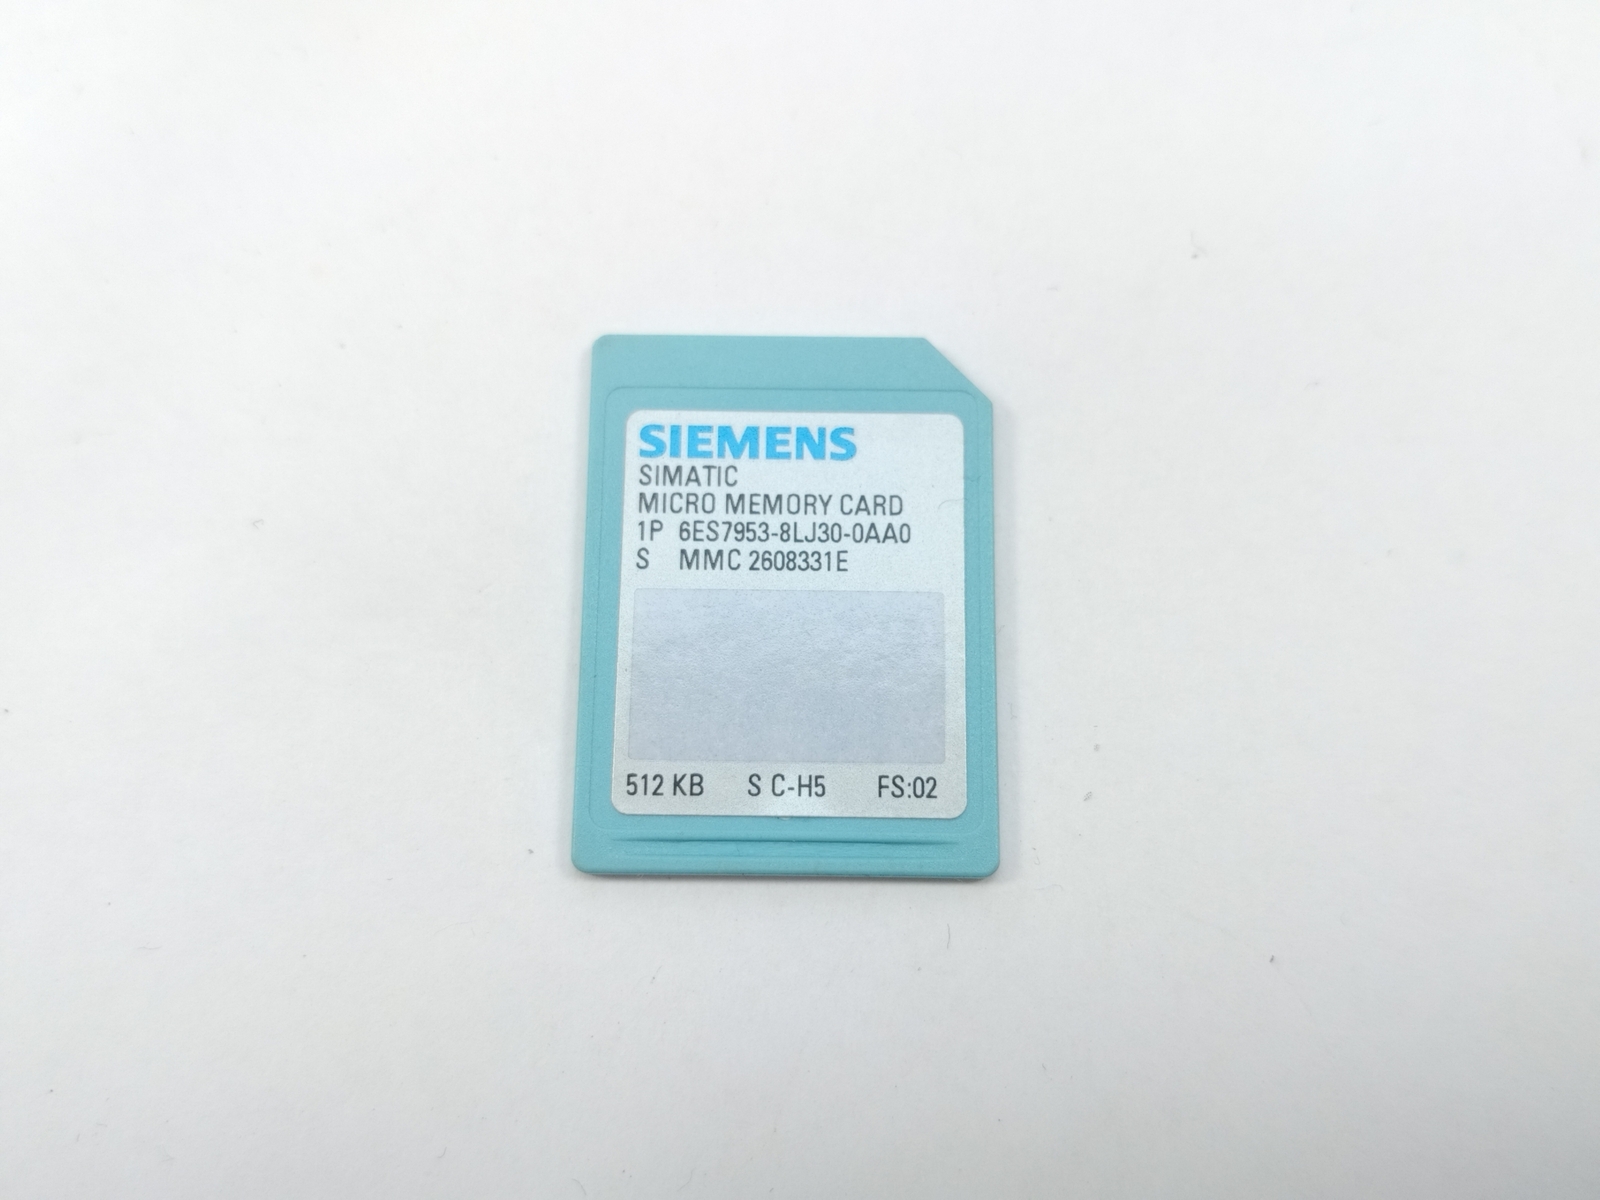 SIEMENS
SIMATIC
MICRO MEMORY CARD
1P 6ES7953-8LJ30-0AA0
S MMC 2608331E
512 KB S C-H5 FS:02